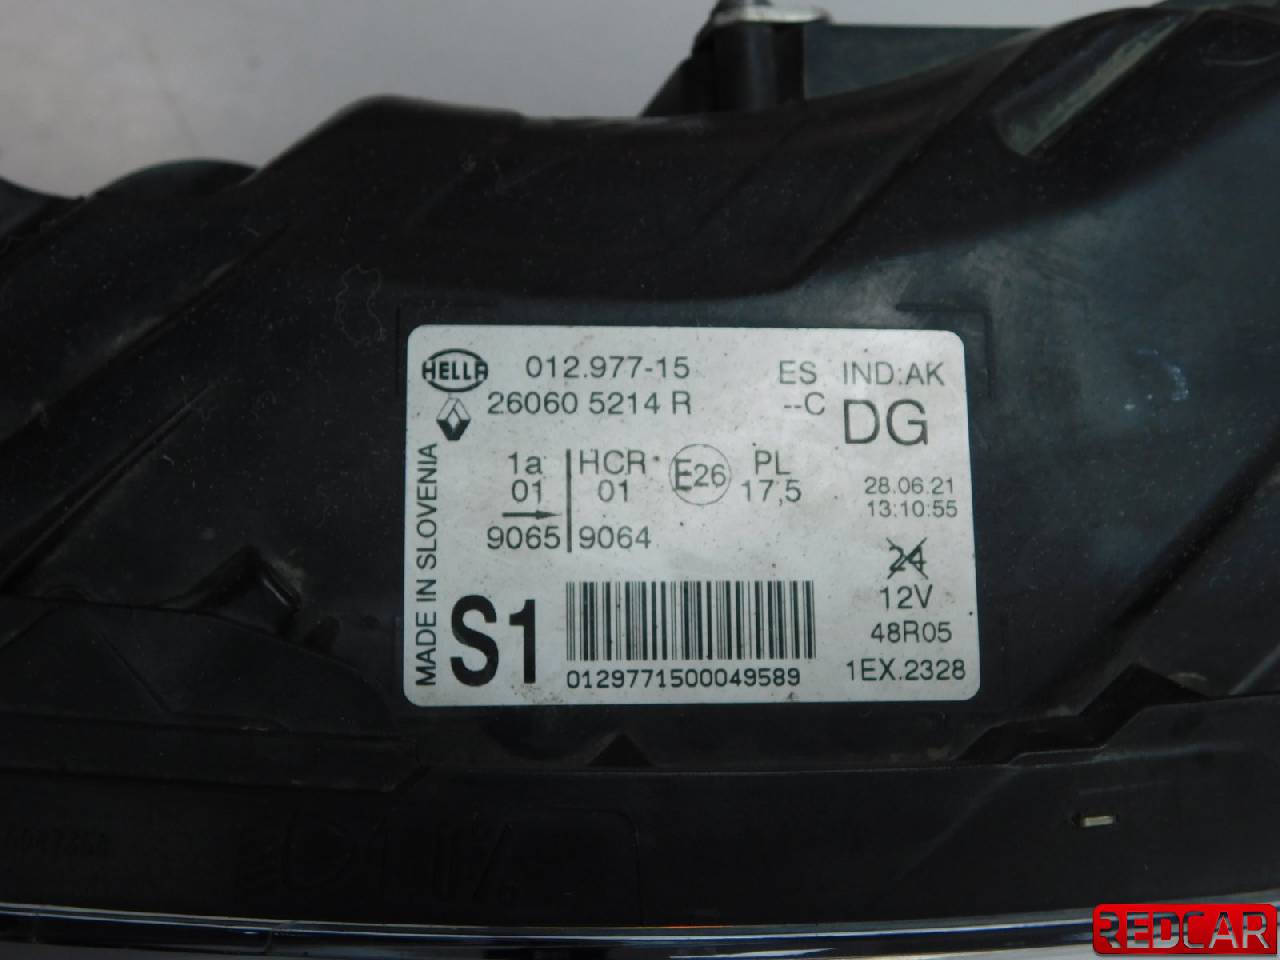 HELLA 012.977-15 ES IND:AK
26060 5214 R --C DG
1a HCR E26 PL
01 01 17,5
9065 9064
28.06.21
13:10:55
24
12V
48R05
1EX.2328
MADE IN SLOVENIA
S1
0129771500049589
REDCAR